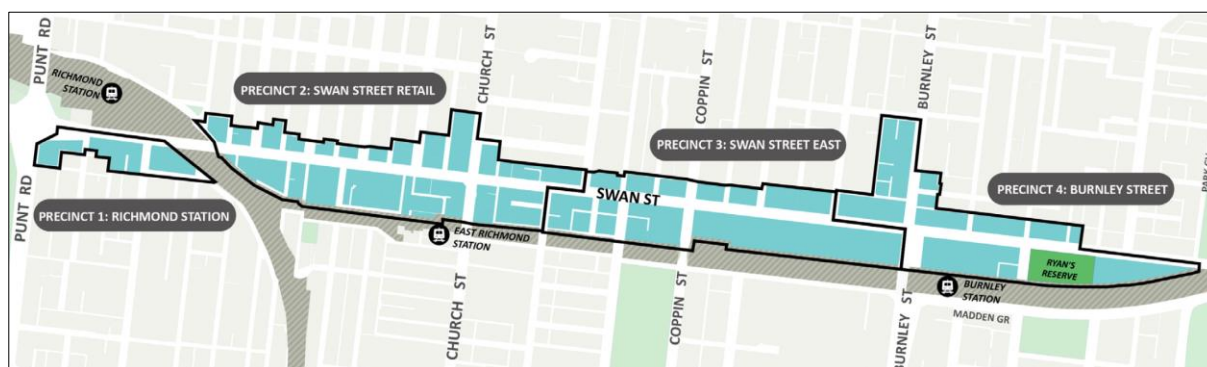 PUNT RD
RICHMOND
STATION
PRECINCT 2: SWAN STREET RETAIL
CHURCH ST
COPPIN ST
BURNLEY ST
PRECINCT 3: SWAN STREET EAST
PRECINCT 4: BURNLEY STREET
SWAN ST
PUNT RD
PRECINCT 1: RICHMOND STATION
EAST RICHMOND
STATION
RYAN'S
RESERVE
BURNLEY
STATION
MADDEN GR
CHURCH ST
COPPIN ST
BURNLEY ST